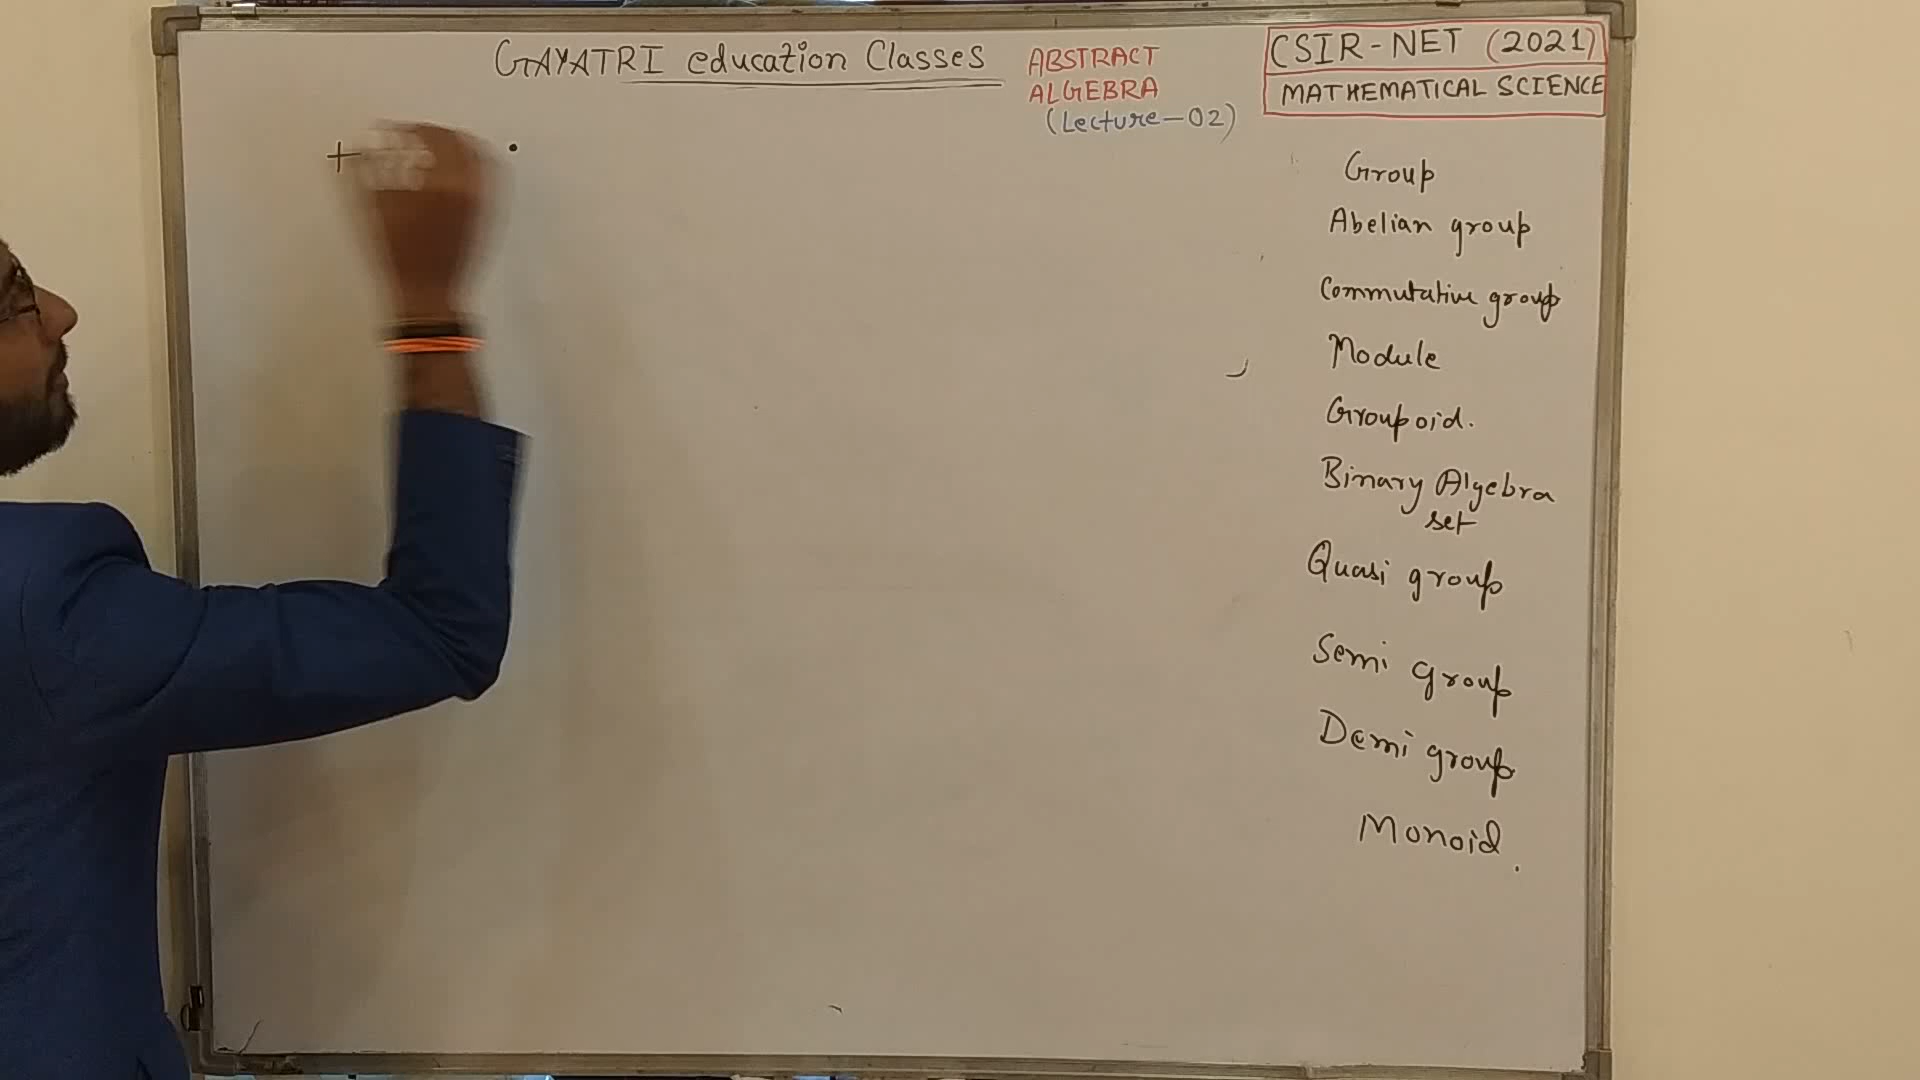 GAYATRI education Classes
ABSTRACT
ALGEBRA
(Lecture-02)
CSIR-NET (2021)
MATHEMATICAL SCIENCE
+ .
Group
Abelian group
Commutative group
Module
Groupoid.
Binary Algebra
set
Quasi group
Semi group
Demi group
Monoid.